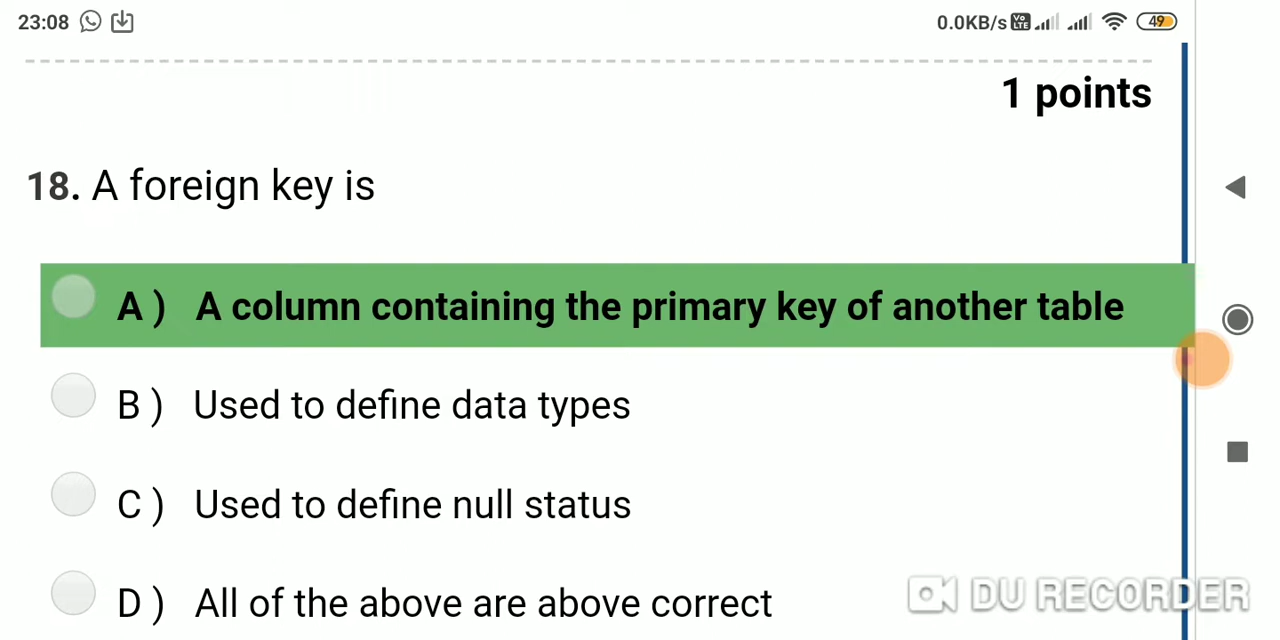 23:08 0.0KB/s Vo LTE 49
1 points
18. A foreign key is
A ) A column containing the primary key of another table
B ) Used to define data types
C ) Used to define null status
D ) All of the above are above correct
DU RECORDER